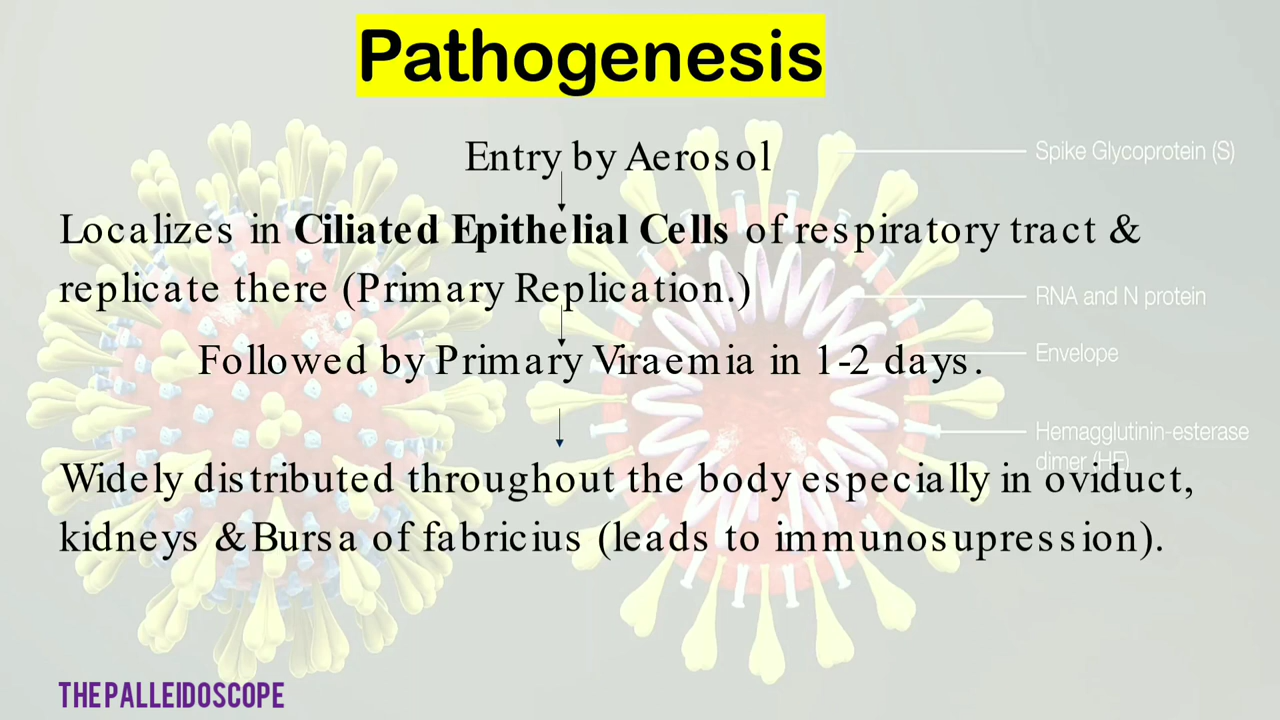 Pathogenesis
Entry by Aerosol
Spike Glycoprotein (S)
Localizes in Ciliated Epithelial Cells of respiratory tract &
replicate there (Primary Replication.)
RNA and N protein
Followed by Primary Viraemia in 1-2 days.
Envelope
Hemagglutinin-esterase
dimer (HE)
Widely distributed throughout the body especially in oviduct,
kidneys &Bursa of fabricius (leads to immunosupression).
THEPALLEIDOSCOPE